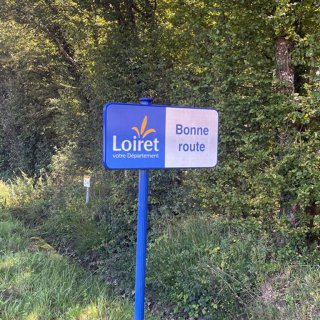 Loiret
votre Département
Bonne
route